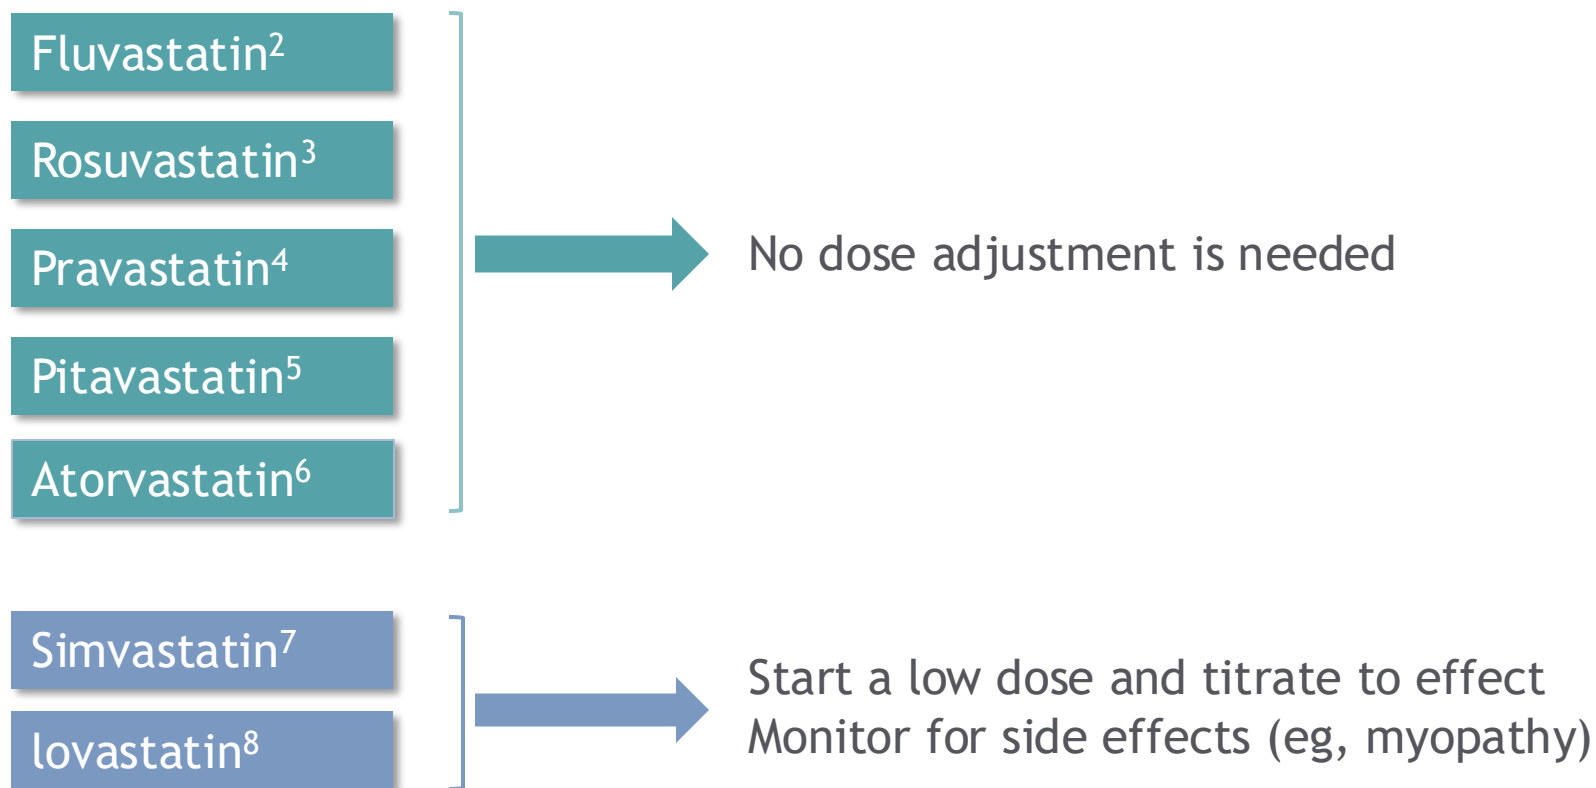 Fluvastatin²
Rosuvastatin³
Pravastatin⁴
Pitavastatin⁵
Atorvastatin⁶
No dose adjustment is needed
Simvastatin⁷
lovastatin⁸
Start a low dose and titrate to effect
Monitor for side effects (eg, myopathy)